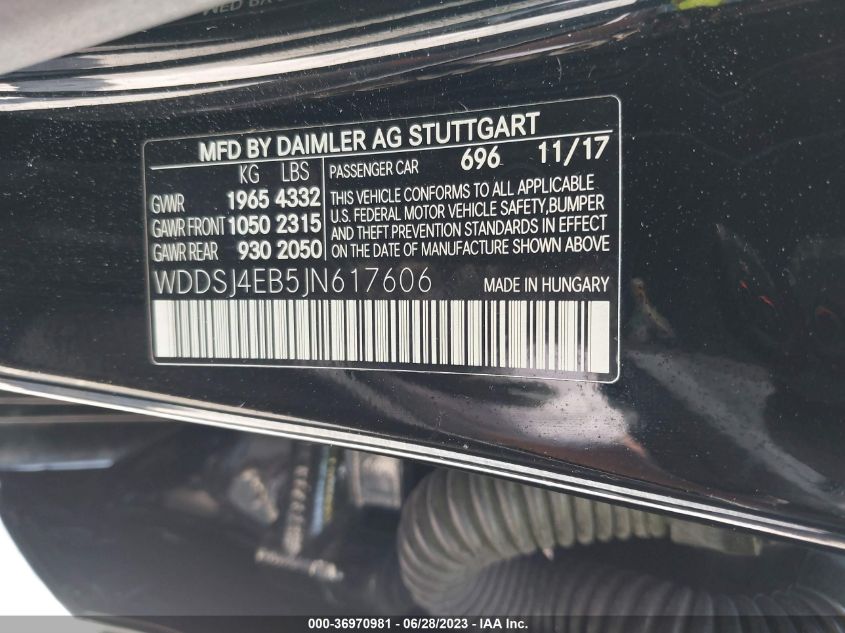 NED
MFD BY DAIMLER AG STUTTGART
KG LBS
GVWR 1965 4332
GAWR FRONT 1050 2315
GAWR REAR 930 2050
PASSENGER CAR 696 11/17
THIS VEHICLE CONFORMS TO ALL APPLICABLE
U.S. FEDERAL MOTOR VEHICLE SAFETY,BUMPER
AND THEFT PREVENTION STANDARDS IN EFFECT
ON THE DATE OF MANUFACTURE SHOWN ABOVE
WDDSJ4EB5JN617606 MADE IN HUNGARY
000-36970981 / 06/28/2023 - IAA Inc.